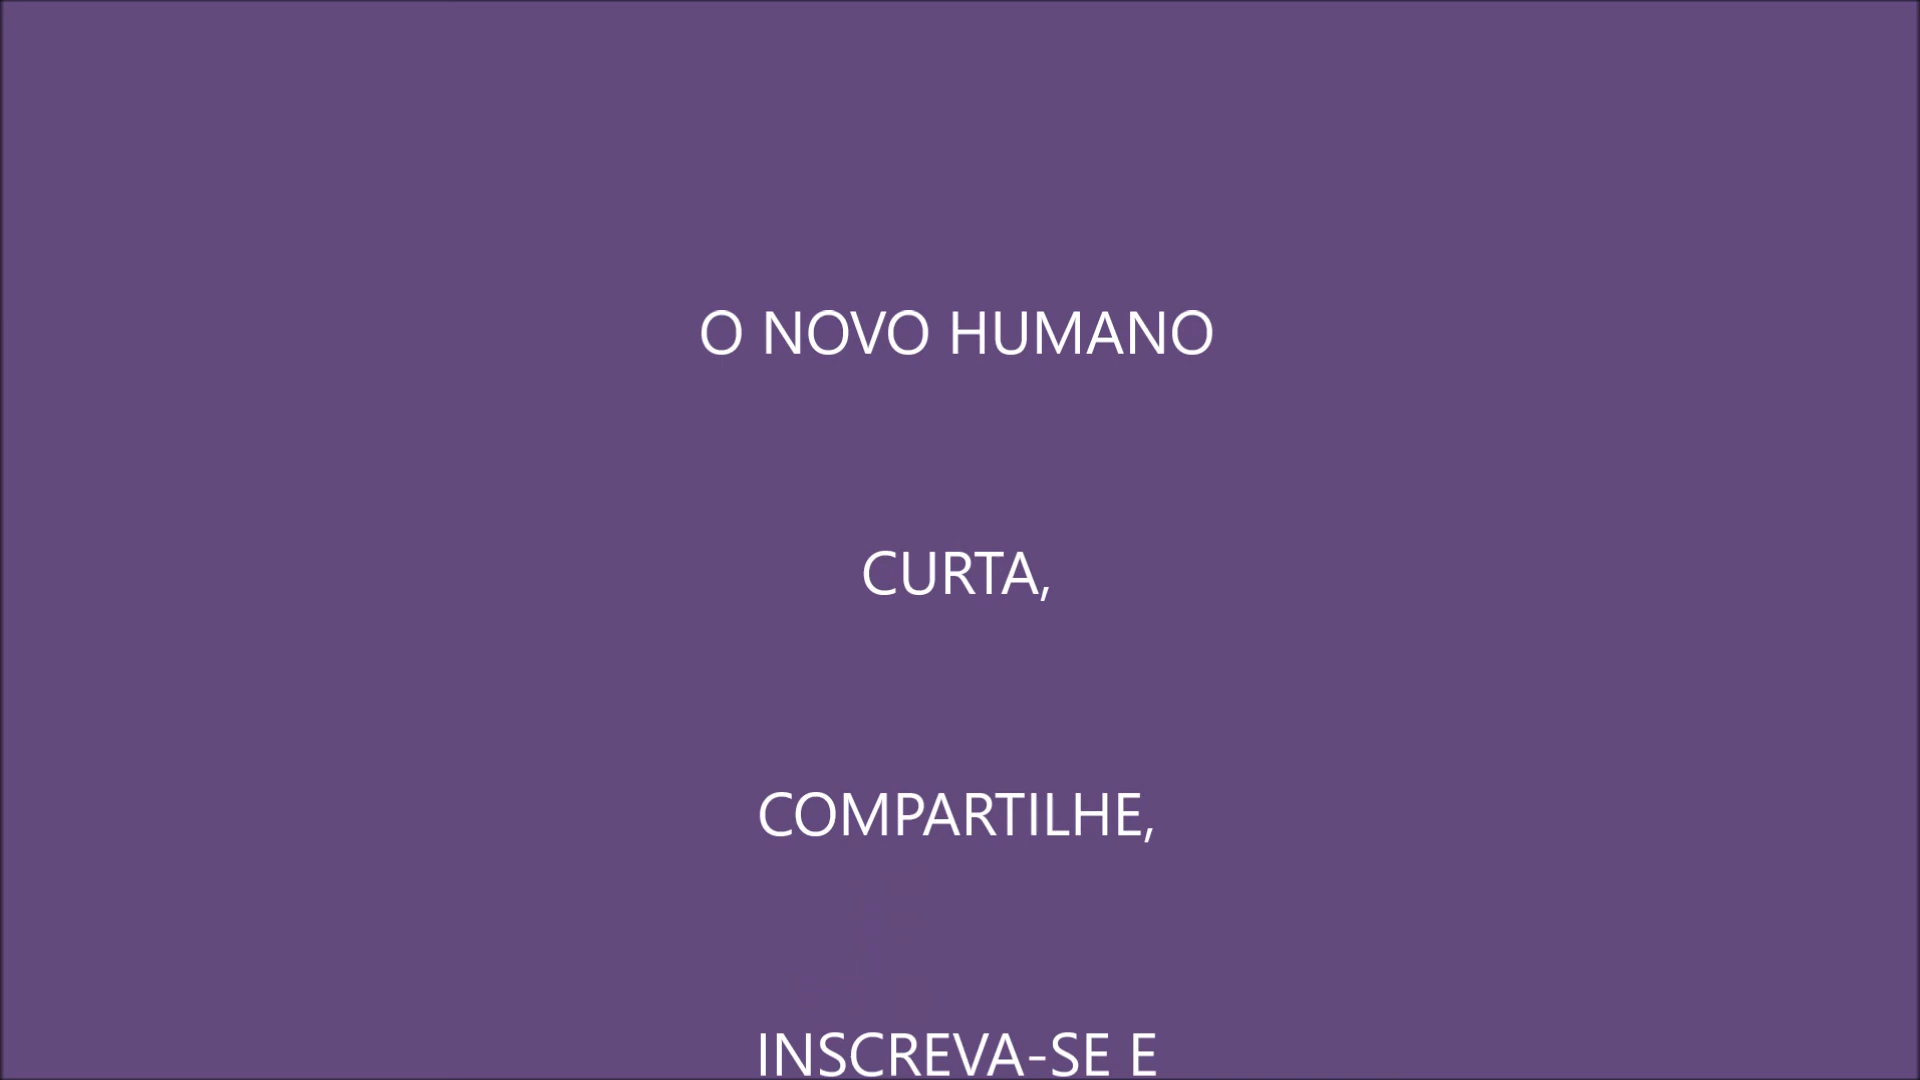 O NOVO HUMANO
CURTA,
COMPARTILHE,
INSCREVA-SE E